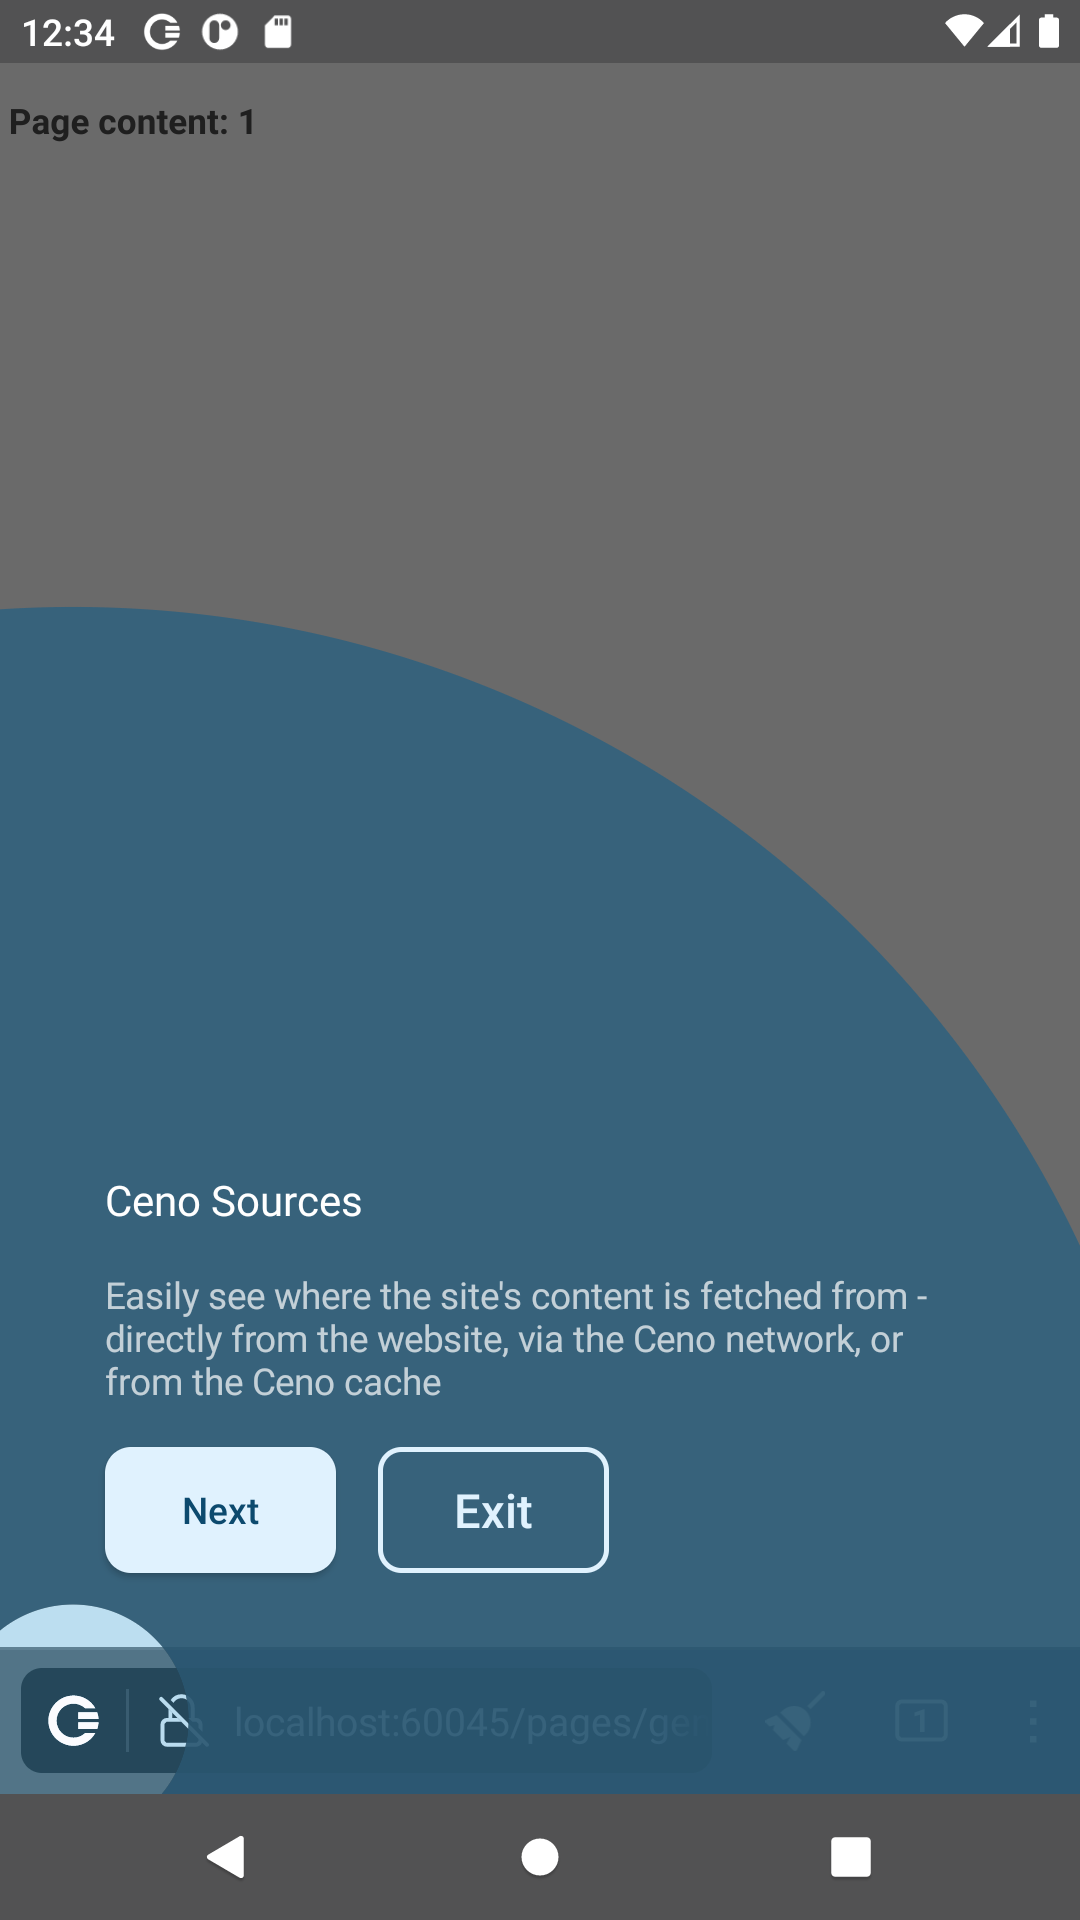 12:34
Page content: 1
Ceno Sources
Easily see where the site's content is fetched from -
directly from the website, via the Ceno network, or
from the Ceno cache
Next Exit
localhost:60045/pages/ge 1